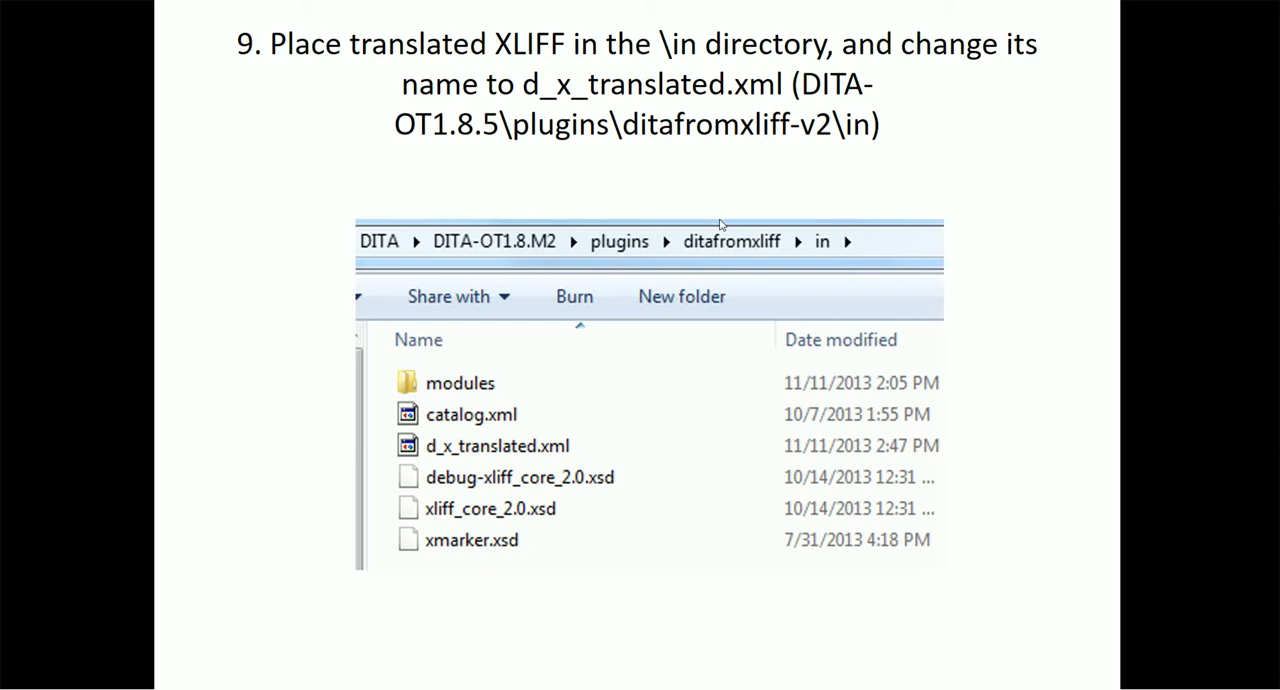 9. Place translated XLIFF in the \in directory, and change its
name to d_x_translated.xml (DITA-
OT1.8.5\plugins\ditafromxliff-v2\in)
DITA DITA-OT1.8.M2 plugins ditafromxliff in
Share with Burn New folder
Name Date modified
modules 11/11/2013 2:05 PM
catalog.xml 10/7/2013 1:55 PM
d_x_translated.xml 11/11/2013 2:47 PM
debug-xliff_core_2.0.xsd 10/14/2013 12:31 ...
xliff_core_2.0.xsd 10/14/2013 12:31 ...
xmarker.xsd 7/31/2013 4:18 PM